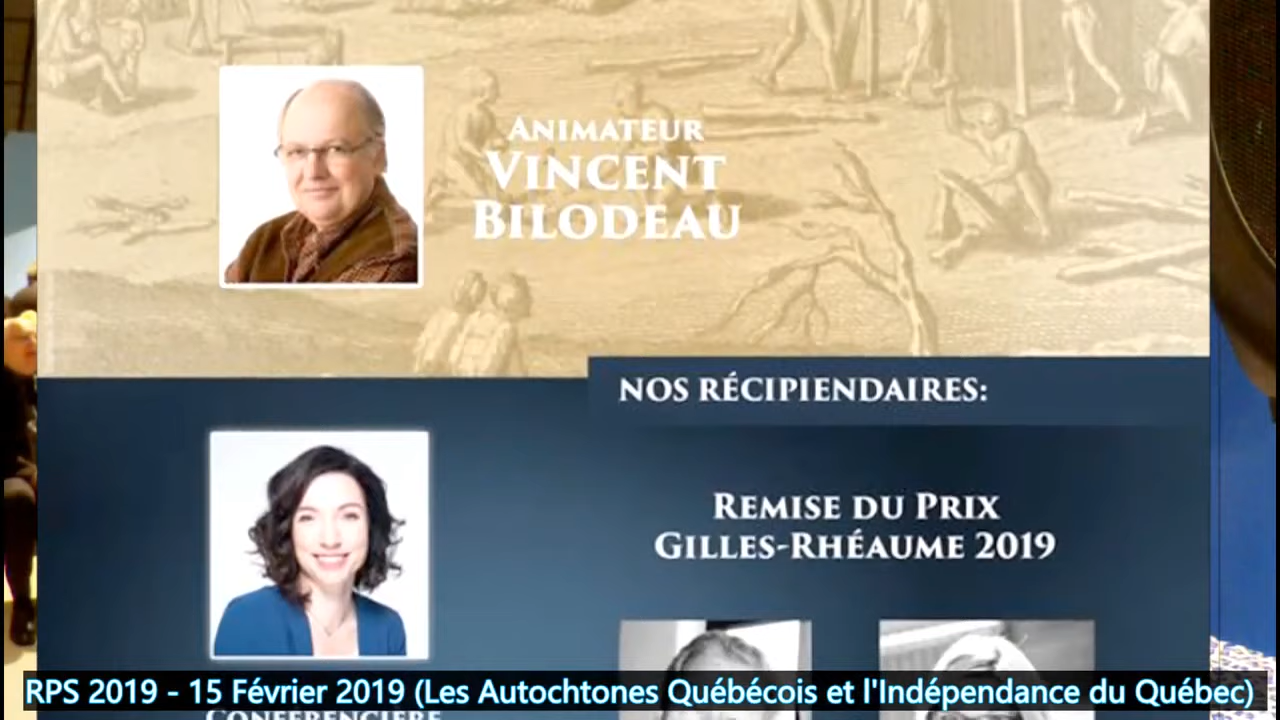 ANIMATEUR
VINCENT
BILODEAU
NOS RÉCIPIENDAIRES:
REMISE DU PRIX
GILLES-RHÉAUME 2019
CONFÉRENCIÈRE
RPS 2019 - 15 Février 2019 (Les Autochtones Québécois et l'Indépendance du Québec)